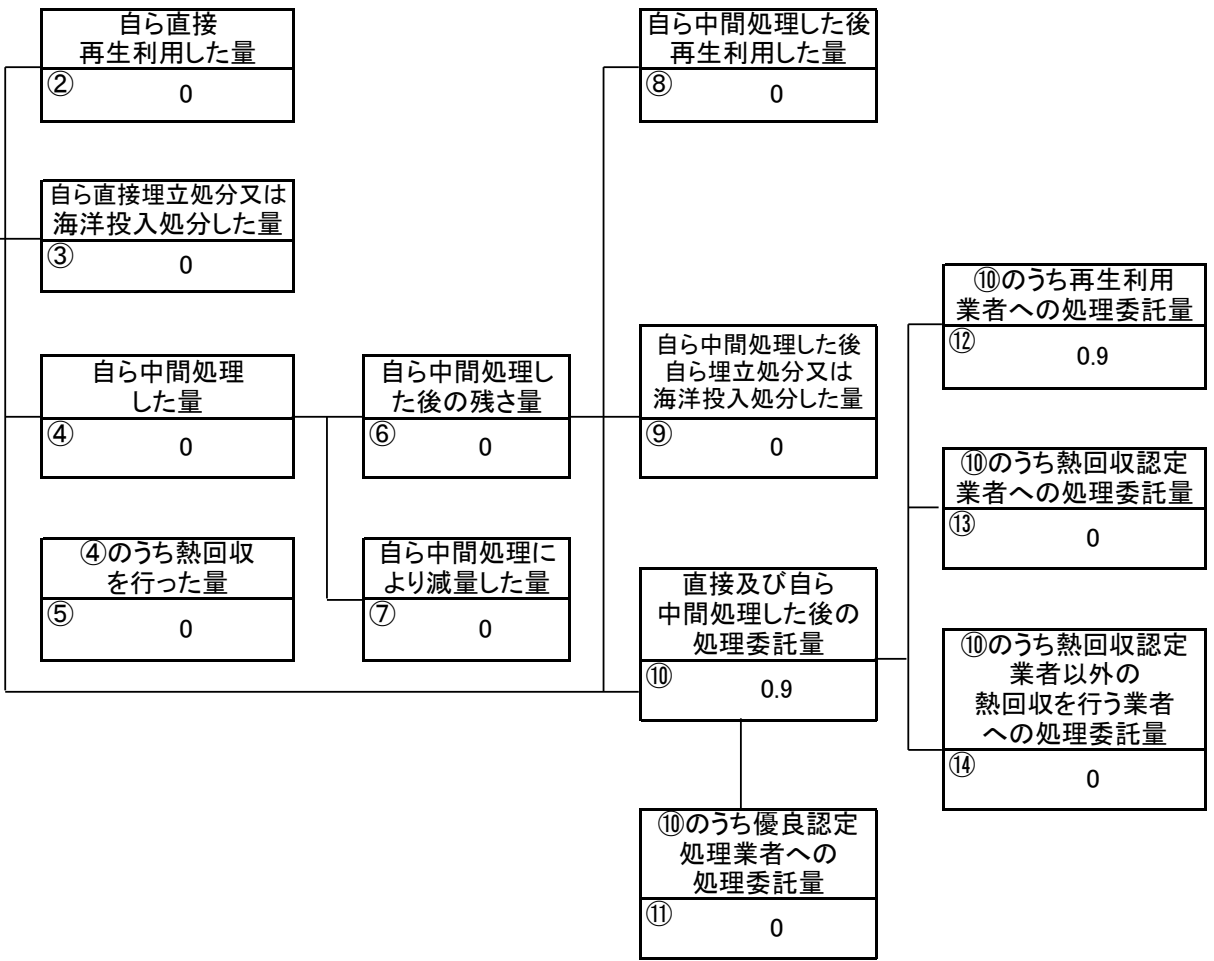 自ら直接
再生利用した量
②
0
自ら中間処理した後
再生利用した量
⑧
0
自ら直接埋立処分又は
海洋投入処分した量
③
0
⑩のうち再生利用
業者への処理委託量
⑫
0.9
自ら中間処理
した量
④
0
自ら中間処理し
た後の残さ量
⑥
0
自ら中間処理した後
自ら埋立処分又は
海洋投入処分した量
⑨
0
⑩のうち熱回収認定
業者への処理委託量
⑬
0
④のうち熱回収
を行った量
⑤
0
自ら中間処理に
より減量した量
⑦
0
直接及び自ら
中間処理した後の
処理委託量
⑩
0.9
⑩のうち熱回収認定
業者以外の
熱回収を行う業者
への処理委託量
⑭
0
⑩のうち優良認定
処理業者への
処理委託量
⑪
0